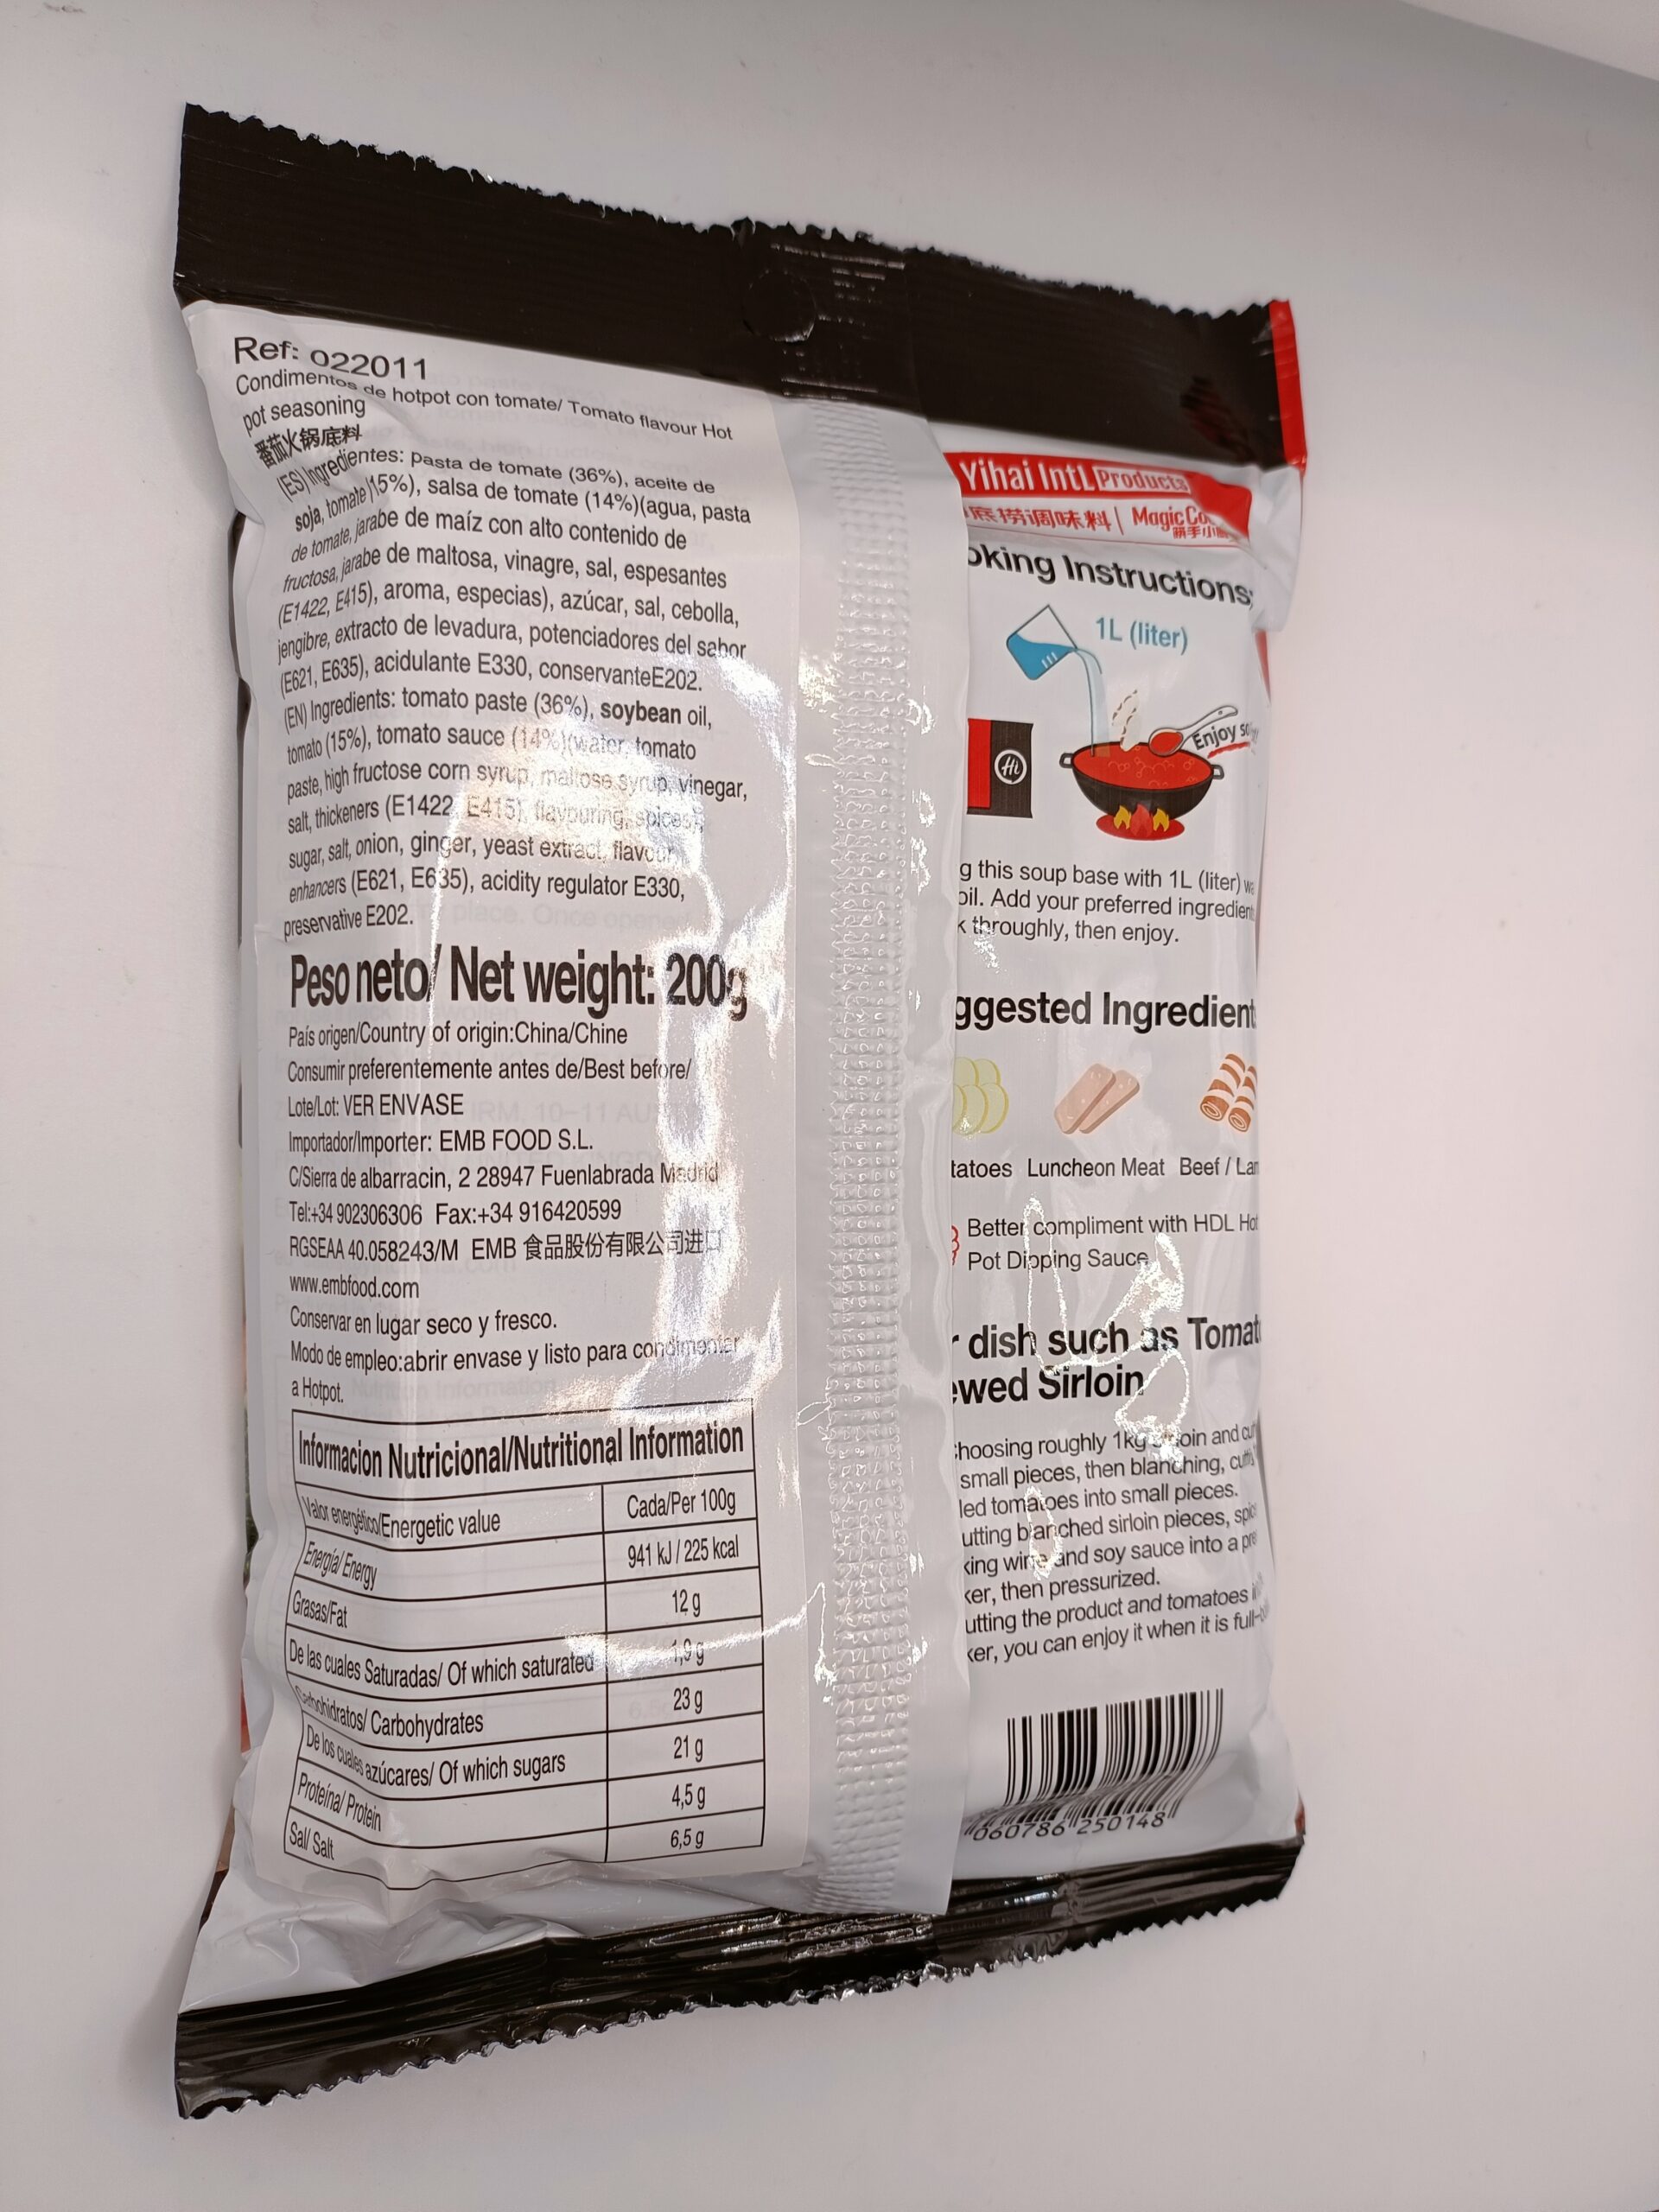 Ref: 022011
Condimentos de hotpot con tomate/ Tomato flavour Hot
pot seasoning
番茄火锅底料
(ES) Ingredientes: pasta de tomate (36%), aceite de
soja, tomate (15%), salsa de tomate (14%)(agua, pasta
de tomate, jarabe de maíz con alto contenido de
fructosa, jarabe de maltosa, vinagre, sal, espesantes
(E1422, E415), aroma, especias), azúcar, sal, cebolla,
jengibre, extracto de levadura, potenciadores del sabor
(E621, E635), acidulante E330, conservanteE202.
(EN) Ingredients: tomato paste (36%), soybean oil,
tomato (15%), tomato sauce (14%)(water, tomato
paste, high fructose corn syrup, maltose syrup, vinegar,
salt, thickeners (E1422, E415), flavouring, spices),
sugar, salt, onion, ginger, yeast extract, flavour
enhancers (E621, E635), acidity regulator E330,
preservative E202.
Peso neto/ Net weight: 200g
País origen/Country of origin:China/Chine
Consumir preferentemente antes de/Best before/
Lote/Lot: VER ENVASE
Importador/Importer: EMB FOOD S.L.
C/Sierra de albarracin, 2 28947 Fuenlabrada Madrid
Tel:+34 902306306 Fax:+34 916420599
RGSEAA 40.058243/M EMB 食品股份有限公司进口
www.embfood.com
Conservar en lugar seco y fresco.
Modo de empleo:abrir envase y listo para condimentar
a Hotpot.
Informacion Nutricional/Nutritional Information
Valor energético/Energetic value Cada/Per 100g
Energía/ Energy 941 kJ / 225 kcal
Grasas/Fat 12 g
De las cuales Saturadas/ Of which saturated 1,9 g
Carbohidratos/ Carbohydrates 23 g
De los cuales azúcares/ Of which sugars 21 g
Proteína/ Protein 4,5 g
Sal/ Salt 6,5 g
Yihai Intl Products
底捞调味料 | Magic
oking Instructions:
1L (liter)
Enjoy
Hi
g this soup base with 1L (liter)
oil. Add your preferred ingredient
k throughly, then enjoy.
ggested Ingredient
tatoes Luncheon Meat Beef / Lam
Better compliment with HDL Hot
Pot Dipping Sauce
r dish such as Tomat
ewed Sirloin
hoosing roughly 1kg sirloin and cut
small pieces, then blanching,
led tomatoes into small pieces.
utting blanched sirloin pieces,
king wine and soy sauce into a pre
ker, then pressurized.
utting the product and tomatoes
ker, you can enjoy it when it is full-
060786 250148